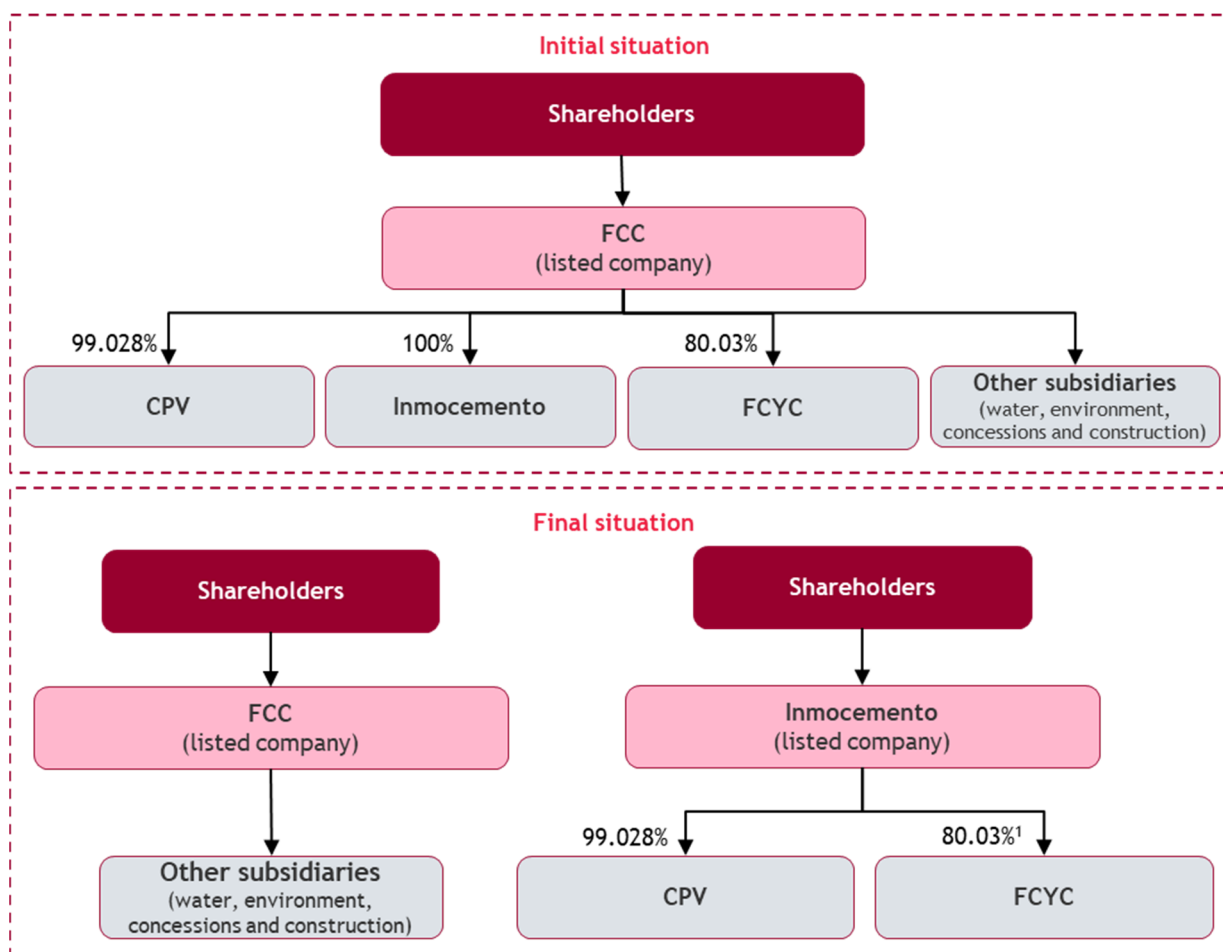 Initial situation
Shareholders
FCC
(listed company)
99.028%
100%
80.03%
CPV
Inmocemento
FCYC
Other subsidiaries
(water, environment,
concessions and construction)
Final situation
Shareholders
Shareholders
FCC
(listed company)
Inmocemento
(listed company)
99.028%
80.03%¹
Other subsidiaries
(water, environment,
concessions and construction)
CPV
FCYC